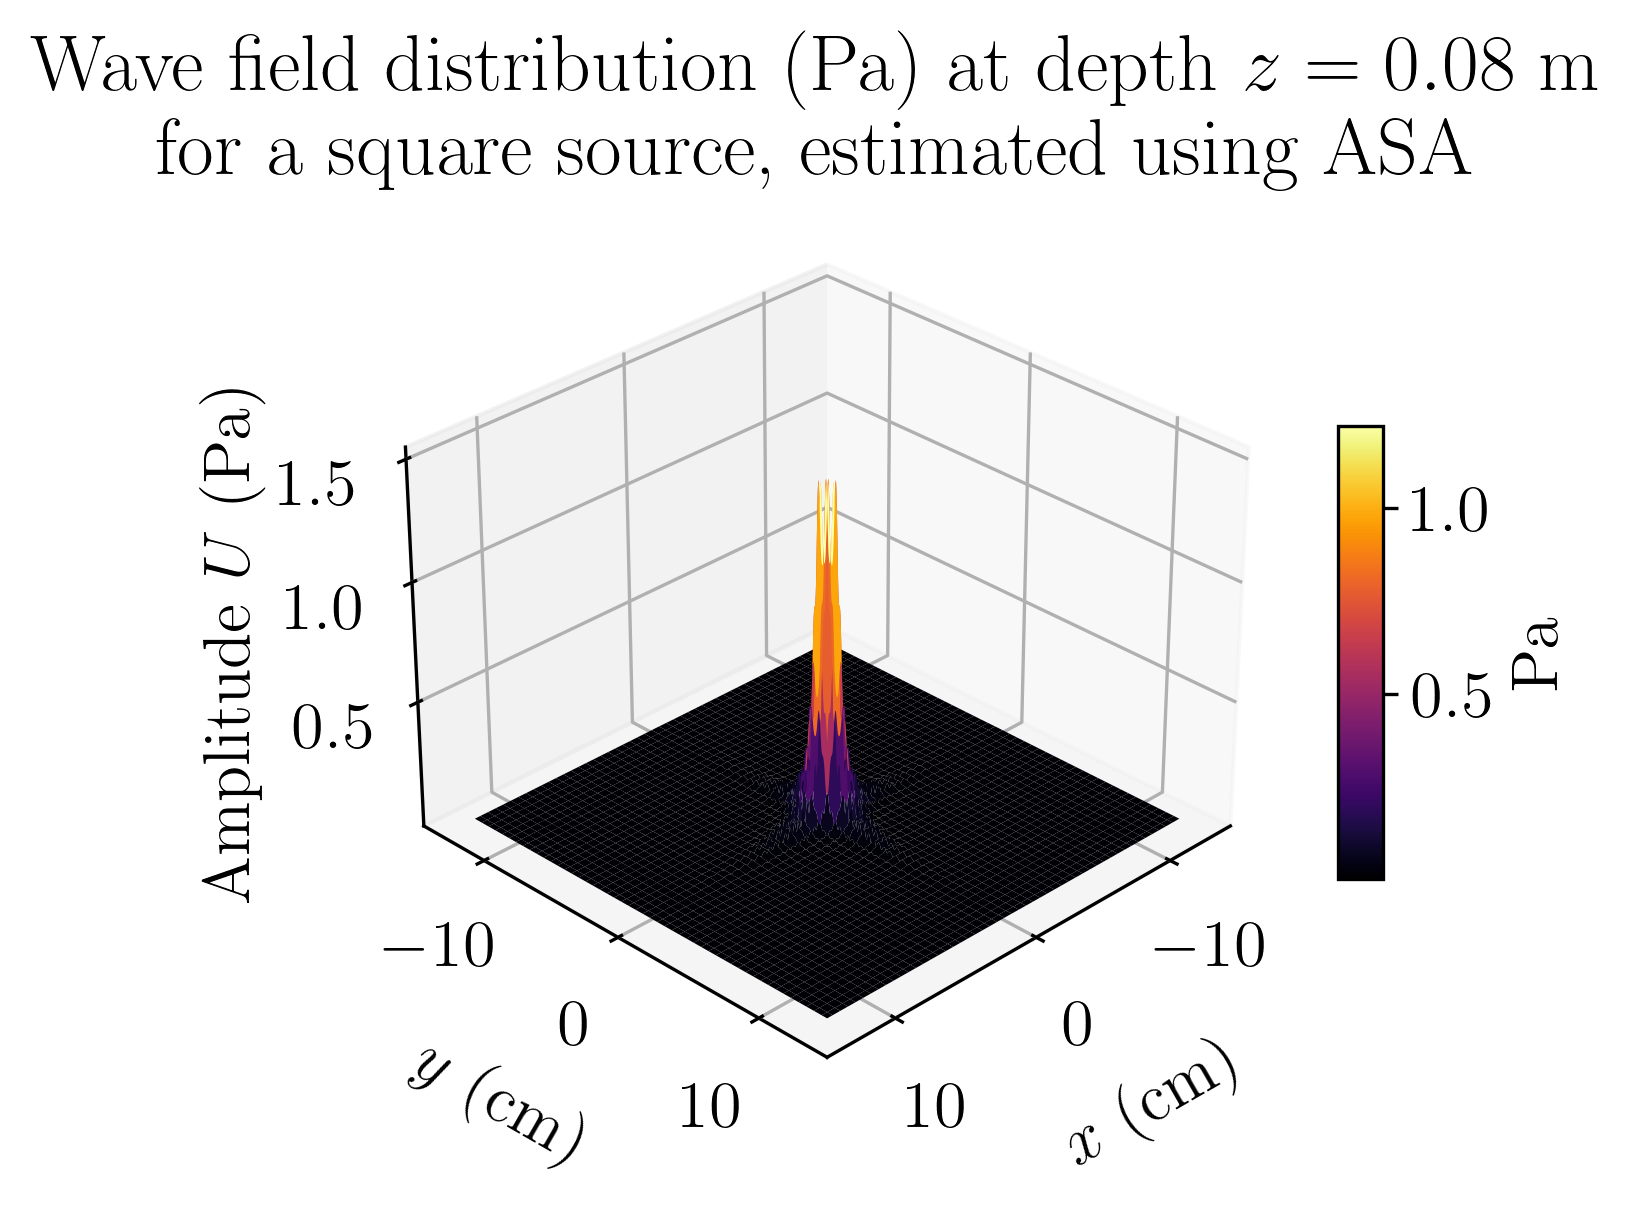 Wave field distribution (Pa) at depth z = 0.08 m
for a square source, estimated using ASA
Amplitude U (Pa)
1.5
1.0
0.5
−10
0
10
y (cm)
10
0
−10
x (cm)
1.0
0.5
Pa